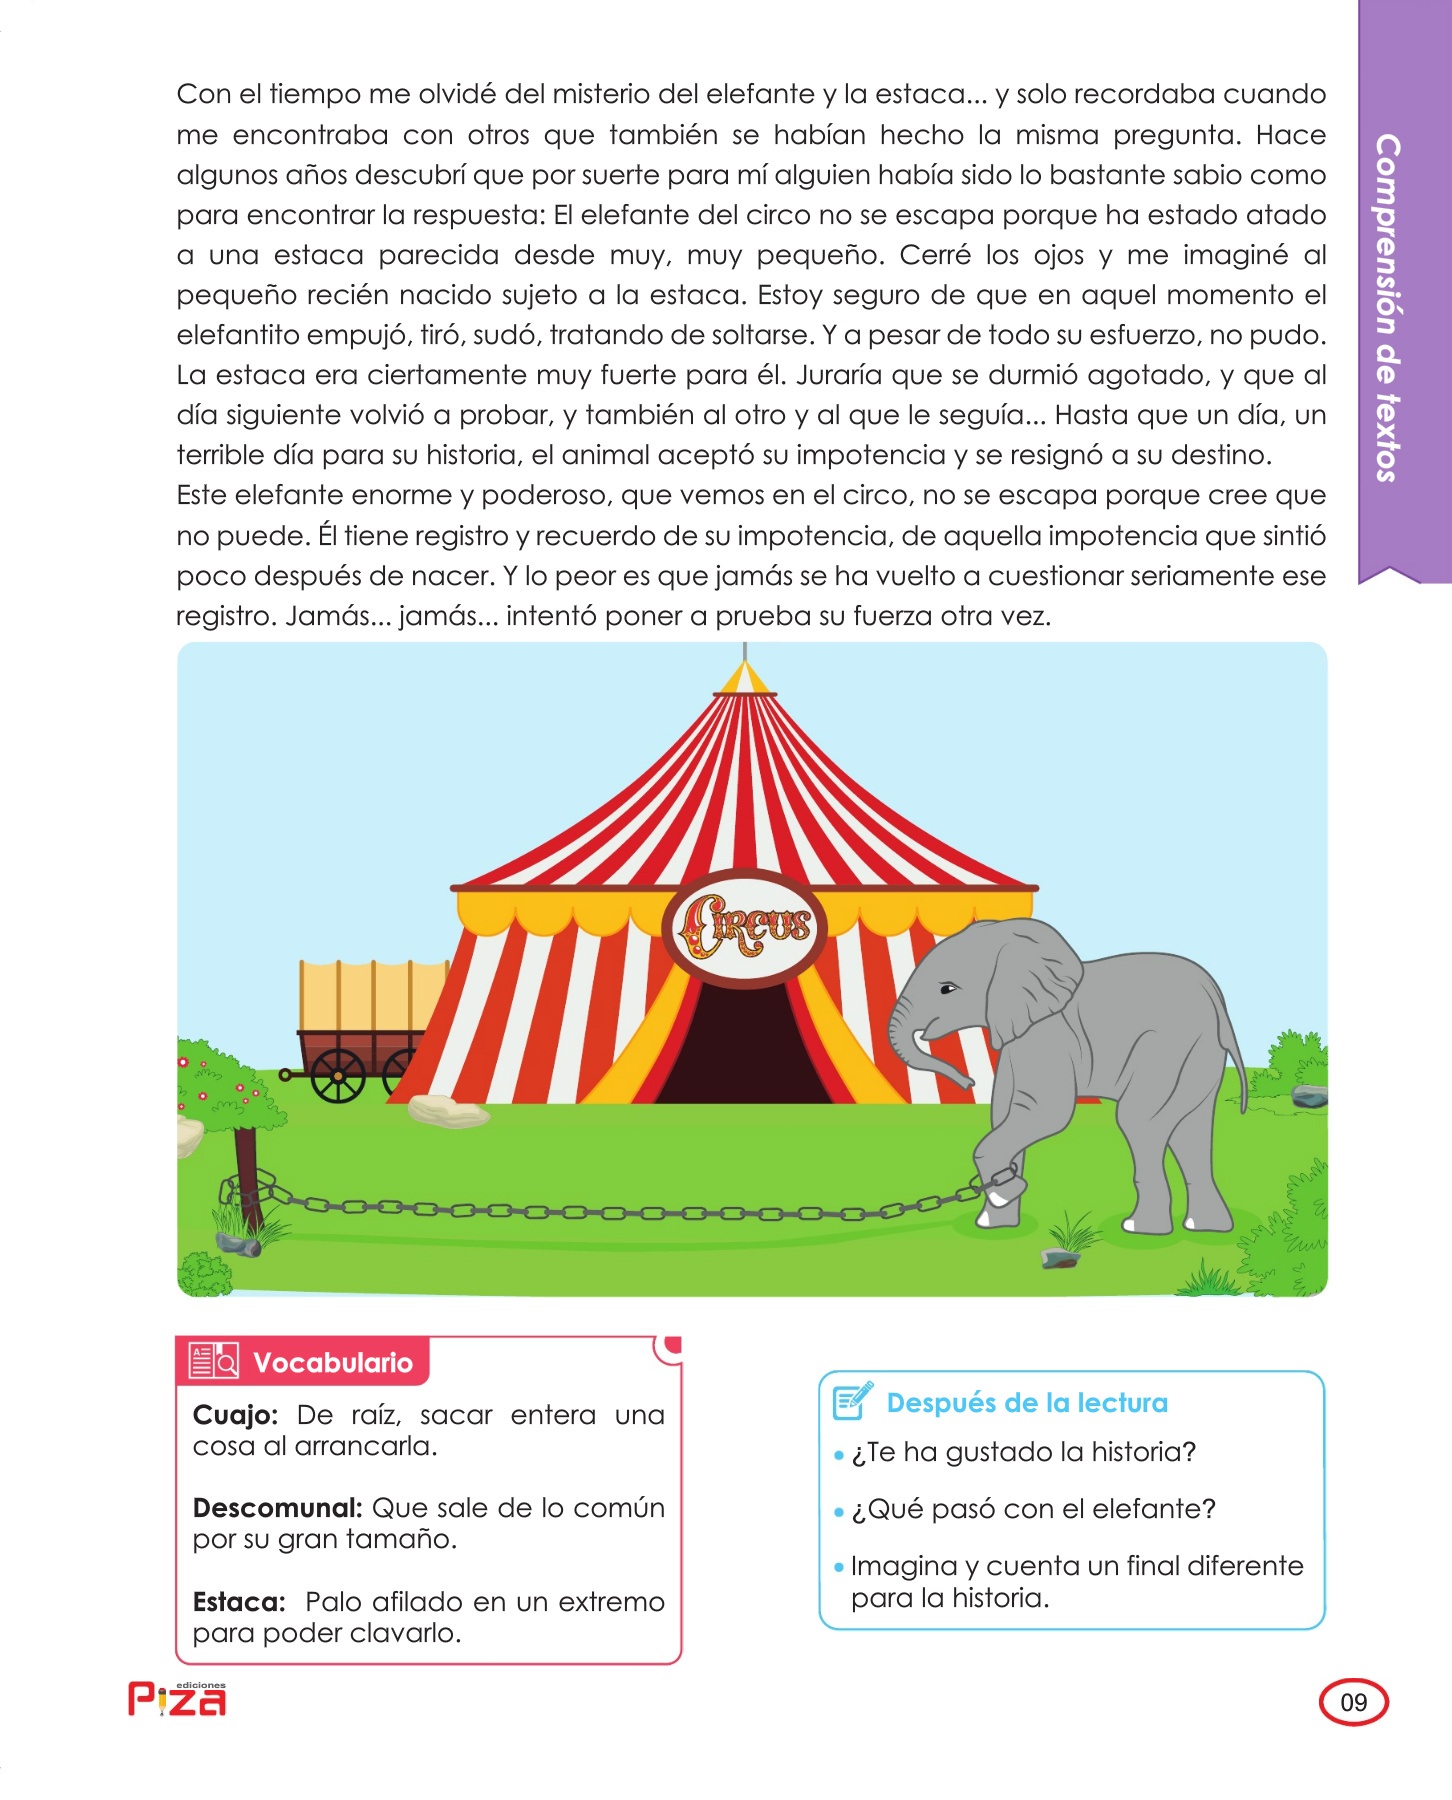 Con el tiempo me olvidé del misterio del elefante y la estaca... y solo recordaba cuando
me encontraba con otros que también se habían hecho la misma pregunta. Hace
algunos años descubrí que por suerte para mí alguien había sido lo bastante sabio como
para encontrar la respuesta: El elefante del circo no se escapa porque ha estado atado
a una estaca parecida desde muy, muy pequeño. Cerré los ojos y me imaginé al
pequeño recién nacido sujeto a la estaca. Estoy seguro de que en aquel momento el
elefantito empujó, tiró, sudó, tratando de soltarse. Y a pesar de todo su esfuerzo, no pudo.
La estaca era ciertamente muy fuerte para él. Juraría que se durmió agotado, y que al
día siguiente volvió a probar, y también al otro y al que le seguía... Hasta que un día, un
terrible día para su historia, el animal aceptó su impotencia y se resignó a su destino.
Este elefante enorme y poderoso, que vemos en el circo, no se escapa porque cree que
no puede. Él tiene registro y recuerdo de su impotencia, de aquella impotencia que sintió
poco después de nacer. Y lo peor es que jamás se ha vuelto a cuestionar seriamente ese
registro. Jamás... jamás... intentó poner a prueba su fuerza otra vez.
Comprensión de textos
CIRCUS
Vocabulario
Cuajo: De raíz, sacar entera una
cosa al arrancarla.
Descomunal: Que sale de lo común
por su gran tamaño.
Estaca: Palo afilado en un extremo
para poder clavarlo.
Después de la lectura
• ¿Te ha gustado la historia?
• ¿Qué pasó con el elefante?
• Imagina y cuenta un final diferente
para la historia.
ediciones
Piza
09